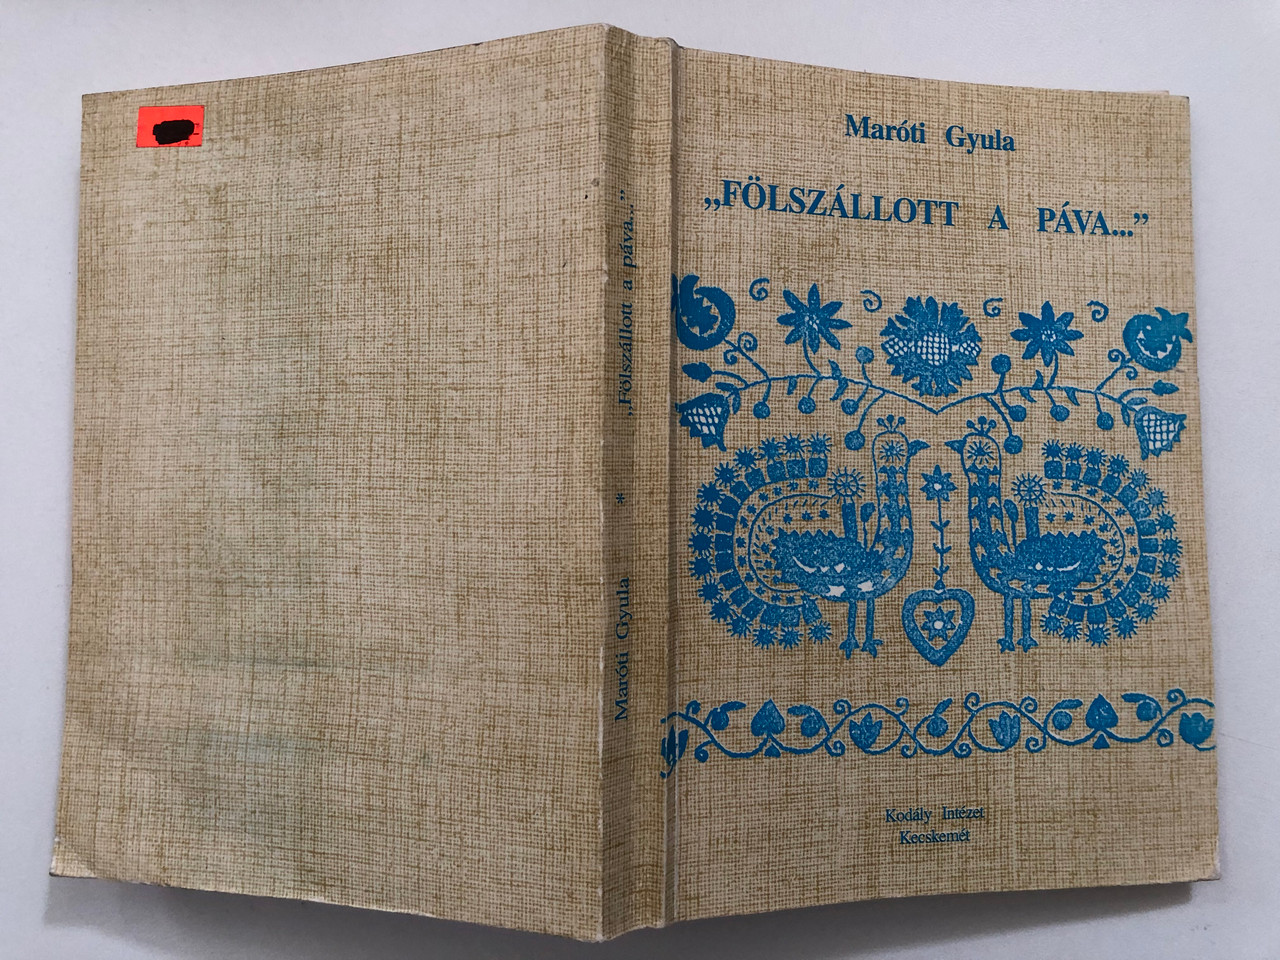 Maróti Gyula
„FÖLSZÁLLOTT A PÁVA..."
Kodály Intézet
Kecskemét
Maróti Gyula * „Fölszállott a páva..."